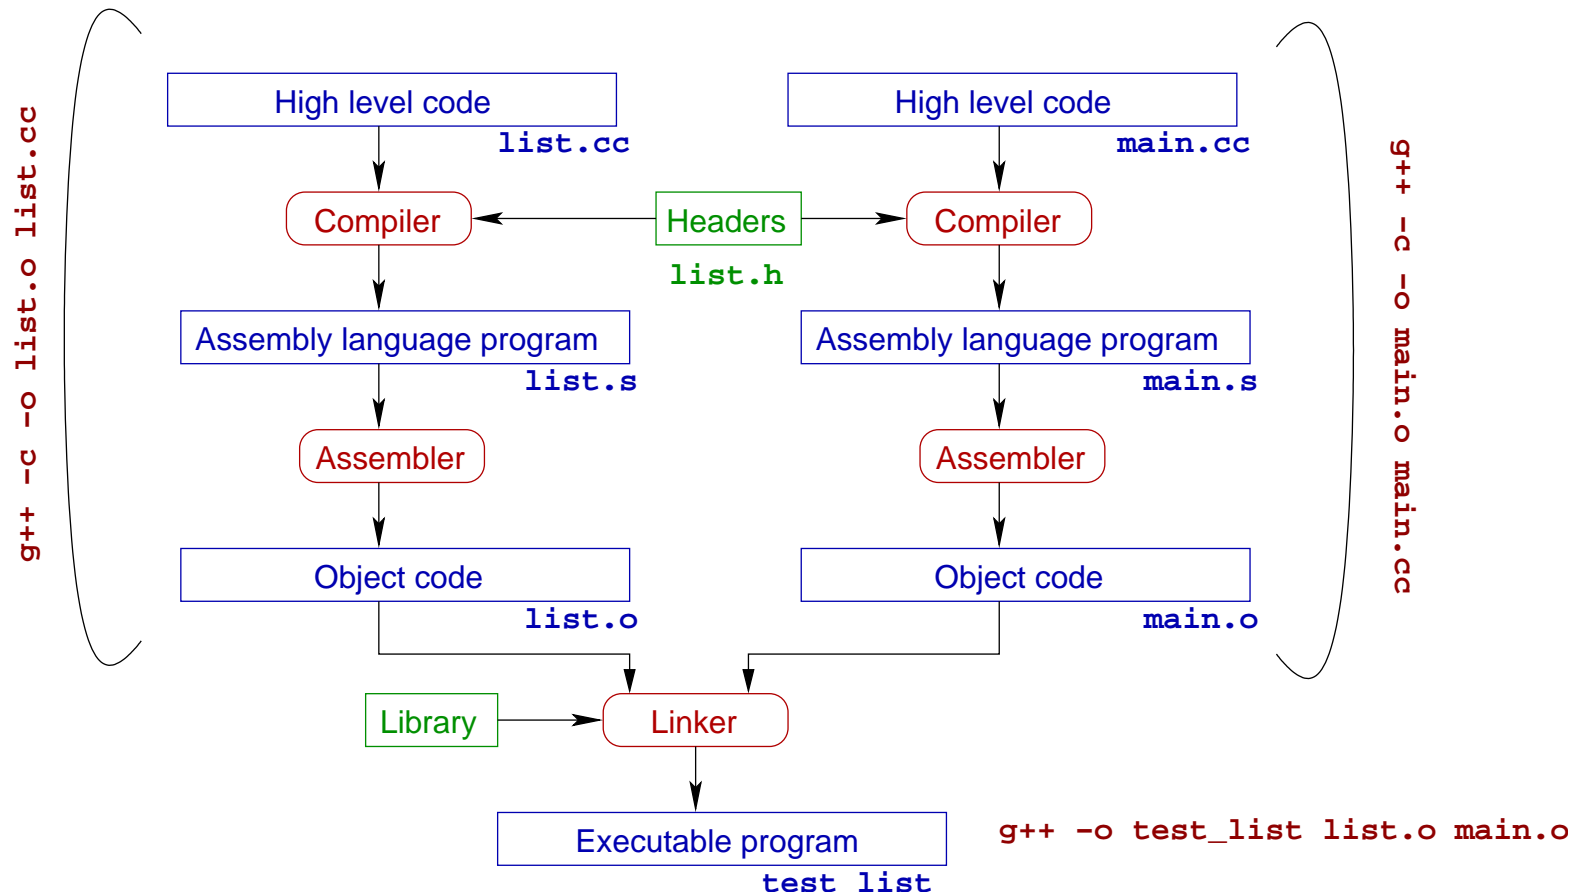 High level code
list.cc
High level code
main.cc
Compiler
Headers
list.h
Compiler
Assembly language program
list.s
Assembly language program
main.s
Assembler
Assembler
Object code
list.o
Object code
main.o
Library
Linker
Executable program
test_list
g++ -c -o list.o list.cc
g++ -c -o main.o main.cc
g++ -o test_list list.o main.o